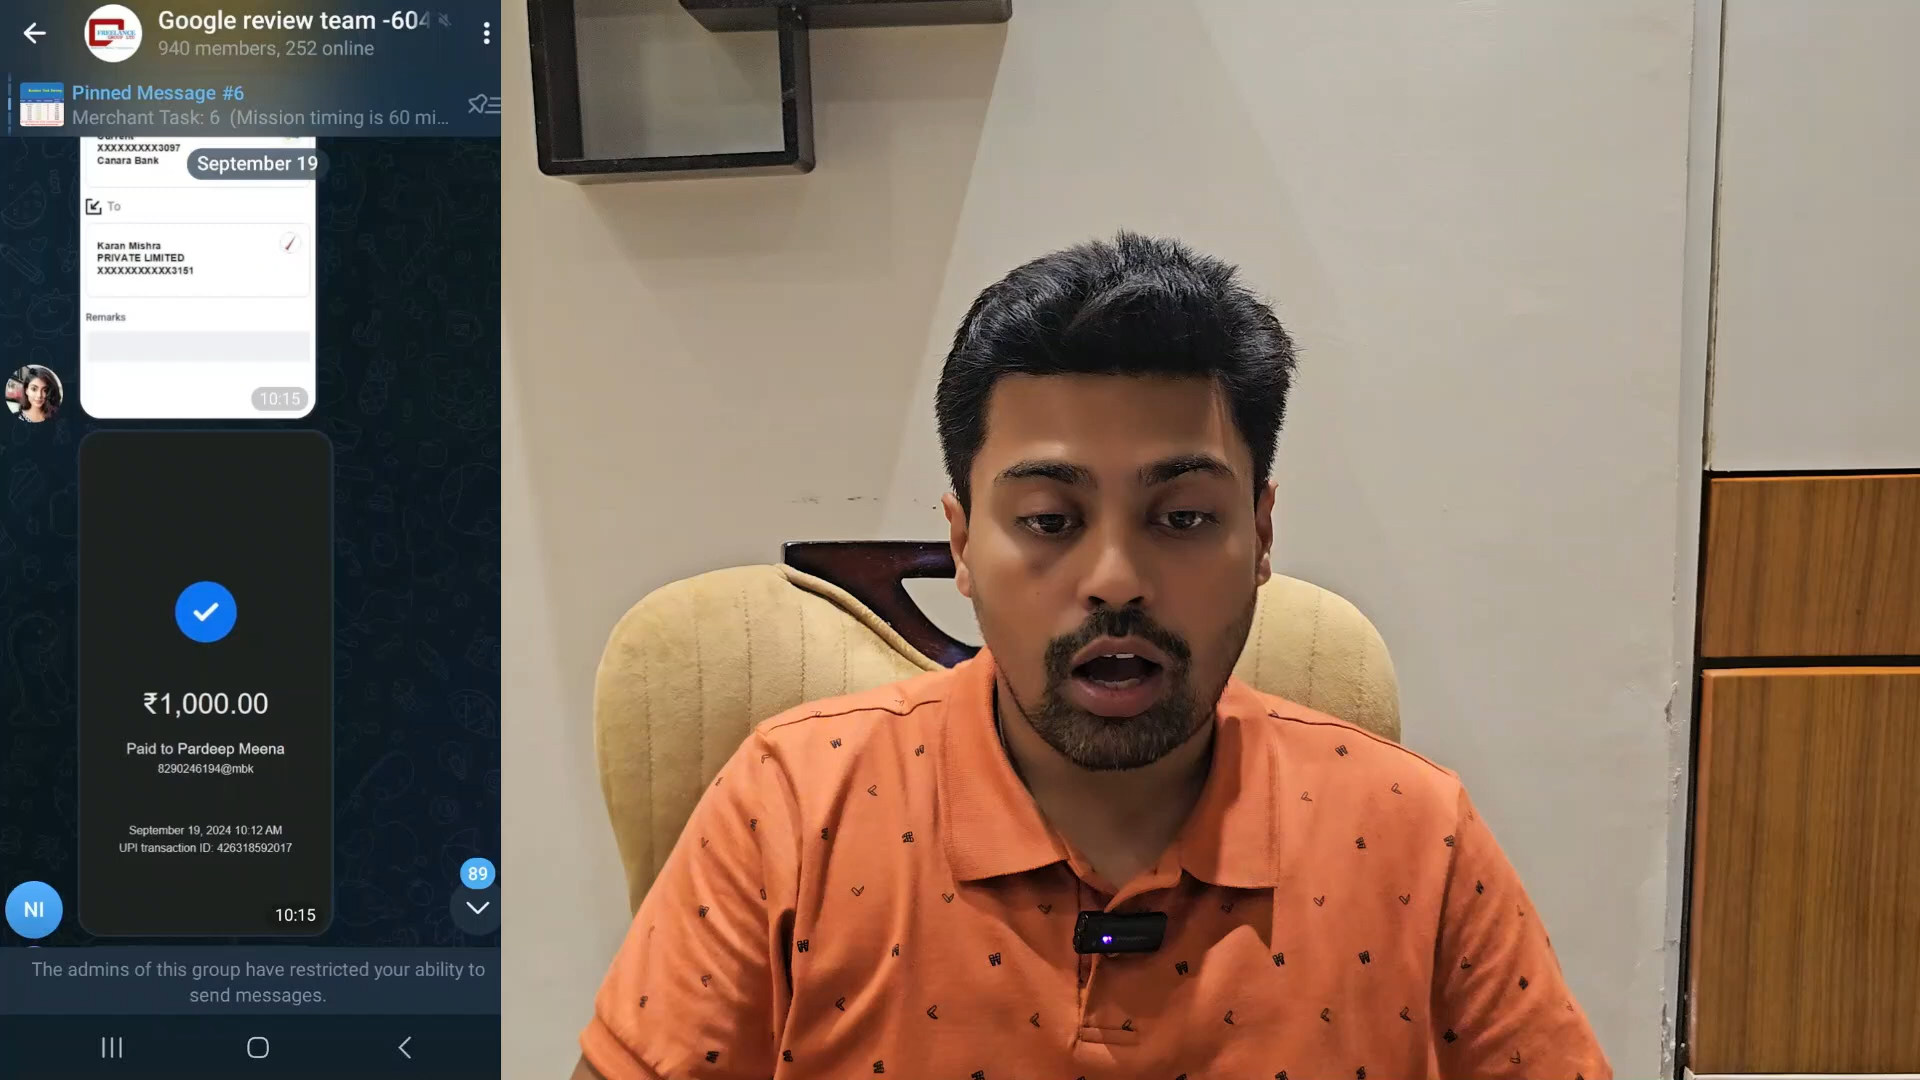 Google review team -604
940 members, 252 online
FREELANCE
GROUP LTD
Pinned Message #6
Merchant Task: 6 (Mission timing is 60 mi...
XXXXXXXXX3097
Canara Bank
September 19
To
Karan Mishra
PRIVATE LIMITED
XXXXXXXXXXX3151
Remarks
10:15
₹1,000.00
Paid to Pardeep Meena
8290246194@mbk
September 19, 2024 10:12 AM
UPI transaction ID: 426318592017
10:15
89
NI
The admins of this group have restricted your ability to
send messages.